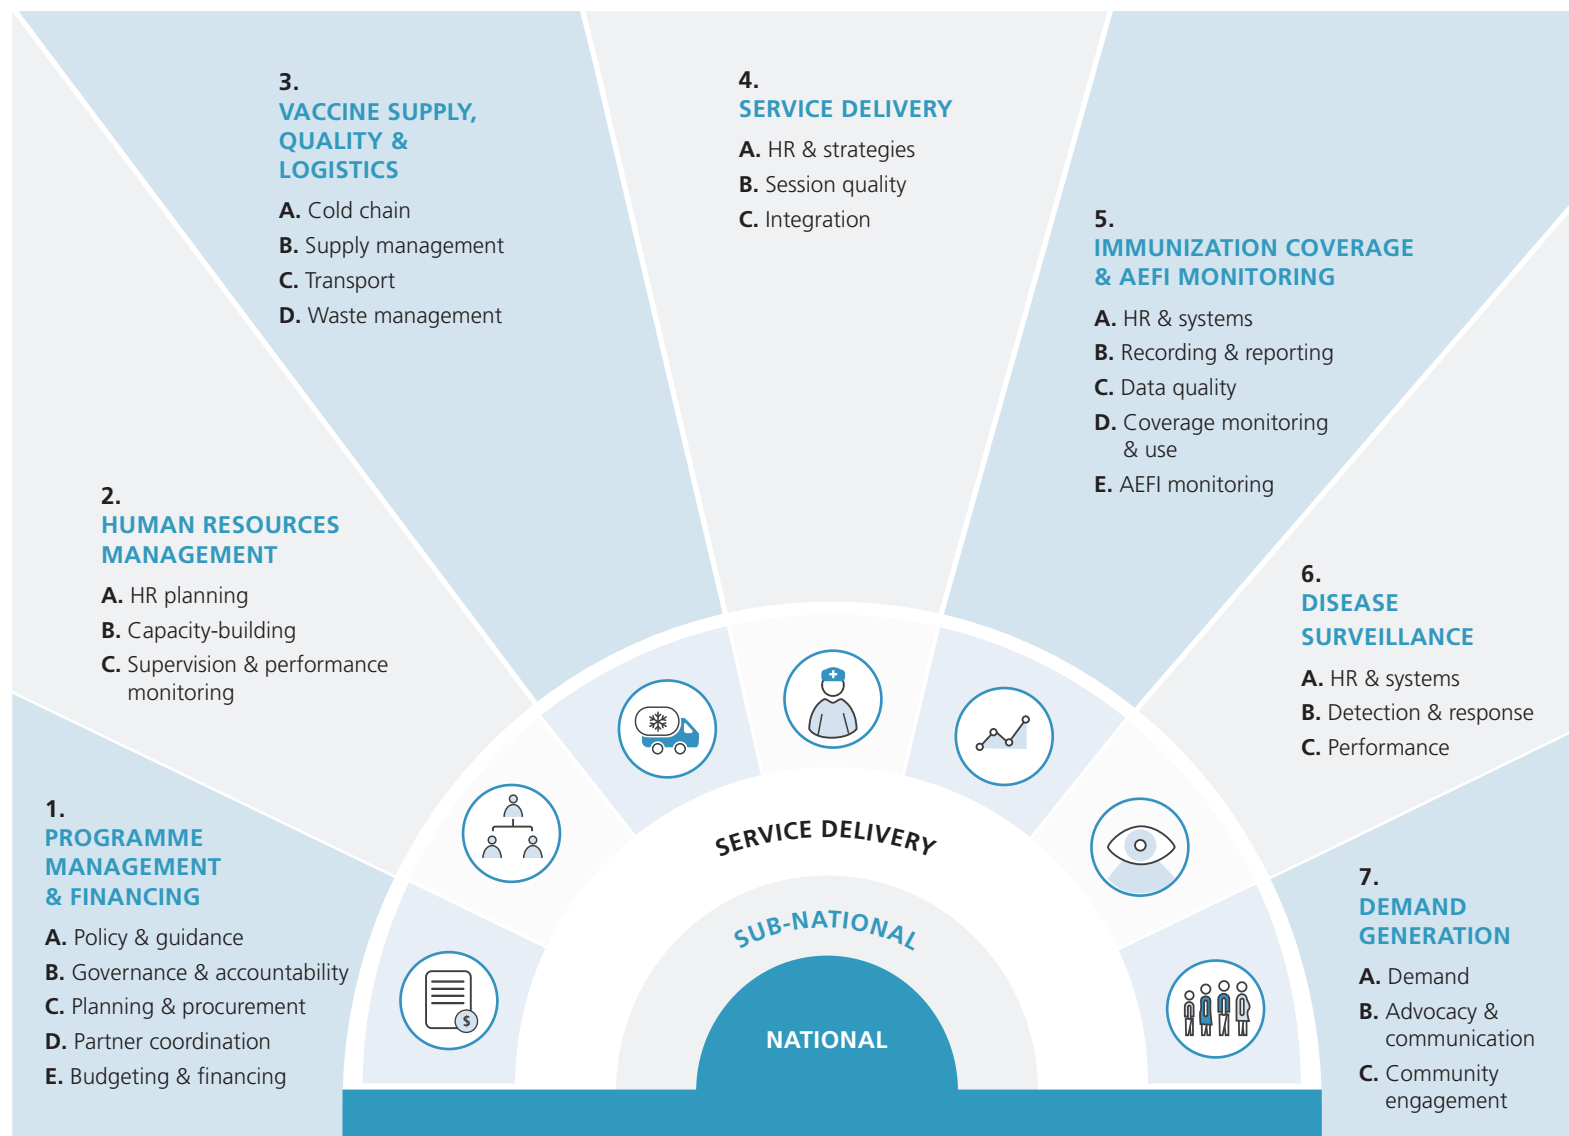 1.
PROGRAMME
MANAGEMENT
& FINANCING
A. Policy & guidance
B. Governance & accountability
C. Planning & procurement
D. Partner coordination
E. Budgeting & financing
2.
HUMAN RESOURCES
MANAGEMENT
A. HR planning
B. Capacity-building
C. Supervision & performance
monitoring
3.
VACCINE SUPPLY,
QUALITY &
LOGISTICS
A. Cold chain
B. Supply management
C. Transport
D. Waste management
4.
SERVICE DELIVERY
A. HR & strategies
B. Session quality
C. Integration
5.
IMMUNIZATION COVERAGE
& AEFI MONITORING
A. HR & systems
B. Recording & reporting
C. Data quality
D. Coverage monitoring
& use
E. AEFI monitoring
6.
DISEASE
SURVEILLANCE
A. HR & systems
B. Detection & response
C. Performance
7.
DEMAND
GENERATION
A. Demand
B. Advocacy &
communication
C. Community
engagement
$
SERVICE DELIVERY
SUB-NATIONAL
NATIONAL